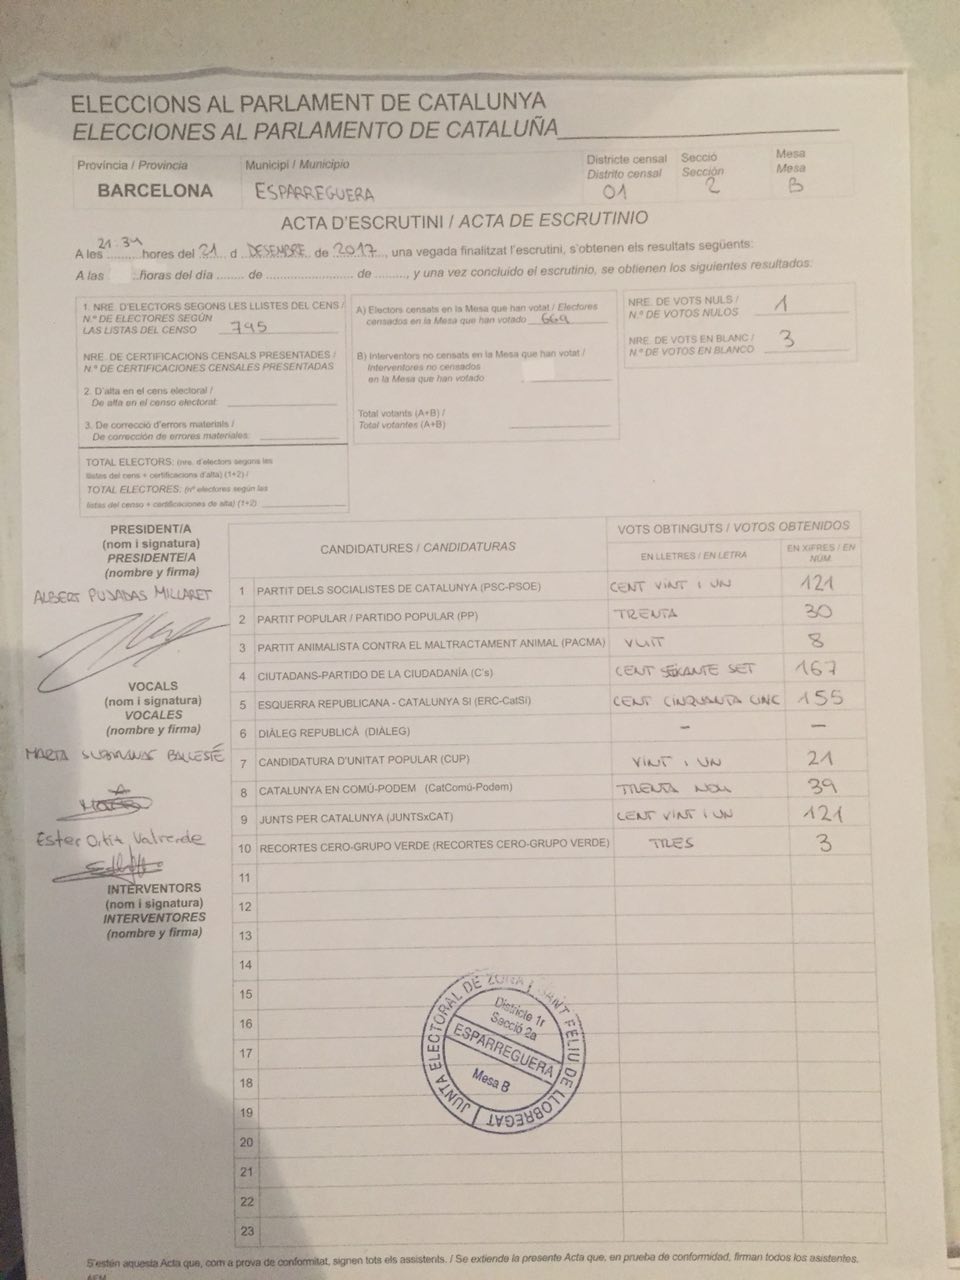 ELECCIONS AL PARLAMENT DE CATALUNYA
ELECCIONES AL PARLAMENTO DE CATALUÑA
Província / Provincia
BARCELONA
Municipi / Municipio
ESPARREGUERA
Districte censal
Distrito censal
01
Secció
Sección
2
Mesa
Mesa
B
ACTA D'ESCRUTINI / ACTA DE ESCRUTINIO
A les 21:34 hores del 21 d DESEMBRE de 2017, una vegada finalitzat l'escrutini, s'obtenen els resultats següents:
A las ..horas del día ....... de ........................ de ........, y una vez concluido el escrutinio, se obtienen los siguientes resultados:
1. NRE. D'ELECTORS SEGONS LES LLISTES DEL CENS /
N.º DE ELECTORES SEGÚN
LAS LISTAS DEL CENSO 795
NRE. DE CERTIFICACIONS CENSALS PRESENTADES /
N.º DE CERTIFICACIONES CENSALES PRESENTADAS
2. D'alta en el cens electoral /
De alta en el censo electoral:
3. De correcció d'errors materials /
De corrección de errores materiales:
TOTAL ELECTORS: (nre. d'electors segons les
llistes del cens + certificacions d'alta) (1+2) /
TOTAL ELECTORES: (nº electores según las
listas del censo + certificaciones de alta) (1+2)
A) Electors censats en la Mesa que han votat / Electores
censados en la Mesa que han votado 669
B) Interventors no censats en la Mesa que han votat /
Interventores no censados
en la Mesa que han votado
Total votants (A+B) /
Total votantes (A+B)
NRE. DE VOTS NULS /
N.º DE VOTOS NULOS 1
NRE. DE VOTS EN BLANC /
N.º DE VOTOS EN BLANCO 3
PRESIDENT/A
(nom i signatura)
PRESIDENTE/A
(nombre y firma)
ALBERT PUJADAS MILLARET
VOCALS
(nom i signatura)
VOCALES
(nombre y firma)
MARTA BALLESTÉ
Ester Ortiz Valverde
INTERVENTORS
(nom i signatura)
INTERVENTORES
(nombre y firma)
CANDIDATURES / CANDIDATURAS
VOTS OBTINGUTS / VOTOS OBTENIDOS
EN LLETRES / EN LETRA
EN XIFRES / EN NÚM.
1 PARTIT DELS SOCIALISTES DE CATALUNYA (PSC-PSOE) CENT VINT I UN 121
2 PARTIT POPULAR / PARTIDO POPULAR (PP) TRENTA 30
3 PARTIT ANIMALISTA CONTRA EL MALTRACTAMENT ANIMAL (PACMA) VUIT 8
4 CIUTADANS-PARTIDO DE LA CIUDADANÍA (C's) CENT SEIXANTE SET 167
5 ESQUERRA REPUBLICANA - CATALUNYA SI (ERC-CatSí) CENT CINQUANTA CINC 155
6 DIÀLEG REPUBLICÀ (DIÀLEG) - -
7 CANDIDATURA D'UNITAT POPULAR (CUP) VINT I UN 21
8 CATALUNYA EN COMÚ-PODEM (CatComú-Podem) TRENTA NOU 39
9 JUNTS PER CATALUNYA (JUNTSxCAT) CENT VINT I UN 121
10 RECORTES CERO-GRUPO VERDE (RECORTES CERO-GRUPO VERDE) TRES 3
11
12
13
14
15
16
17
18
19
20
21
22
23
JUNTA ELECTORAL DE ZONA SANT FELIU DE LLOBREGAT
Districte 1r
Secció 2a
ESPARREGUERA
Mesa B
S'estén aquesta Acta que, com a prova de conformitat, signen tots els assistents. / Se extiende la presente Acta que, en prueba de conformidad, firman todos los asistentes.